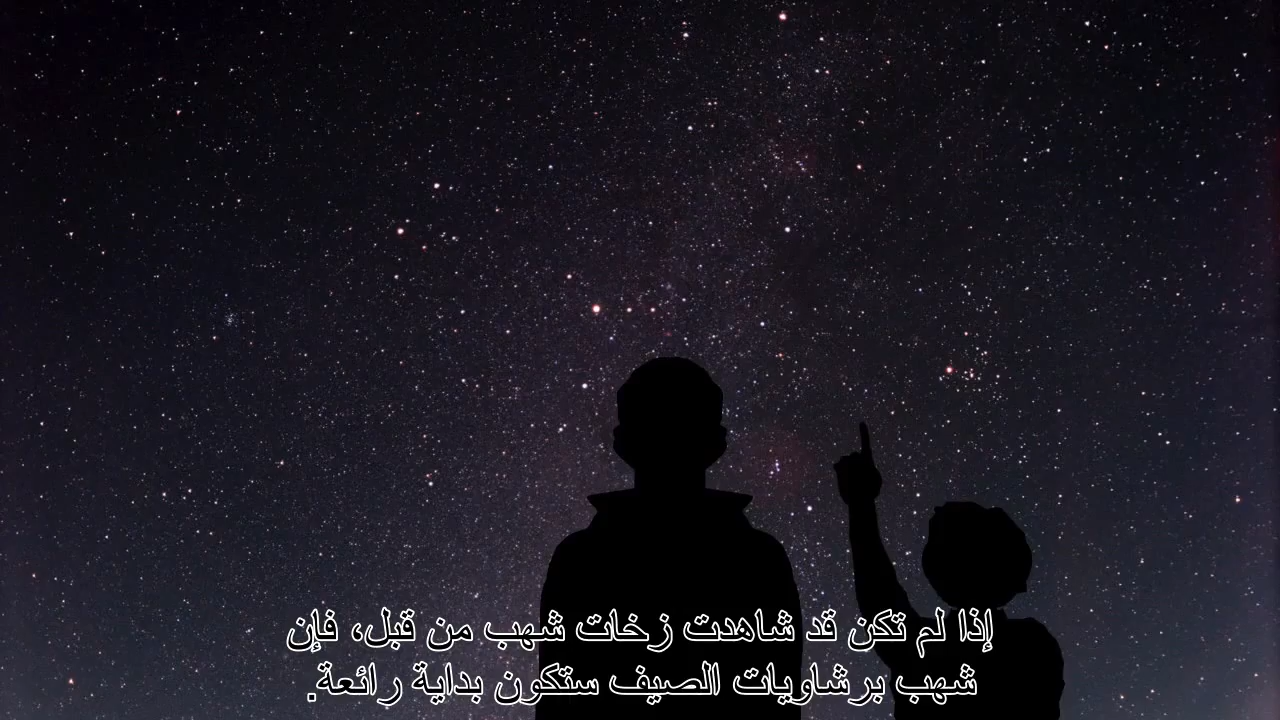 إذا لم تكن قد شاهدت زخات شهب من قبل، فإن
شهب برشاويات الصيف ستكون بداية رائعة.